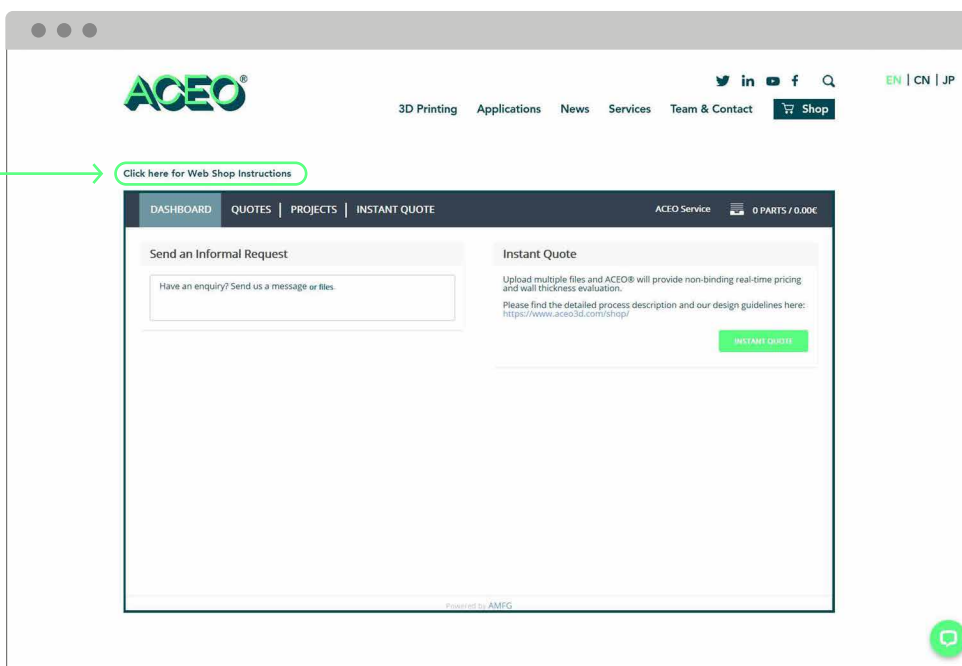 ACEO®
EN | CN | JP
3D Printing Applications News Services Team & Contact Shop
Click here for Web Shop Instructions
DASHBOARD QUOTES | PROJECTS | INSTANT QUOTE ACEO Service 0 PARTS / 0.00€
Send an Informal Request
Have an enquiry? Send us a message or files
Instant Quote
Upload multiple files and ACEO® will provide non-binding real-time pricing
and wall thickness evaluation.
Please find the detailed process description and our design guidelines here:
https://www.aceo3d.com/shop/
INSTANT QUOTE
Powered by AMFG